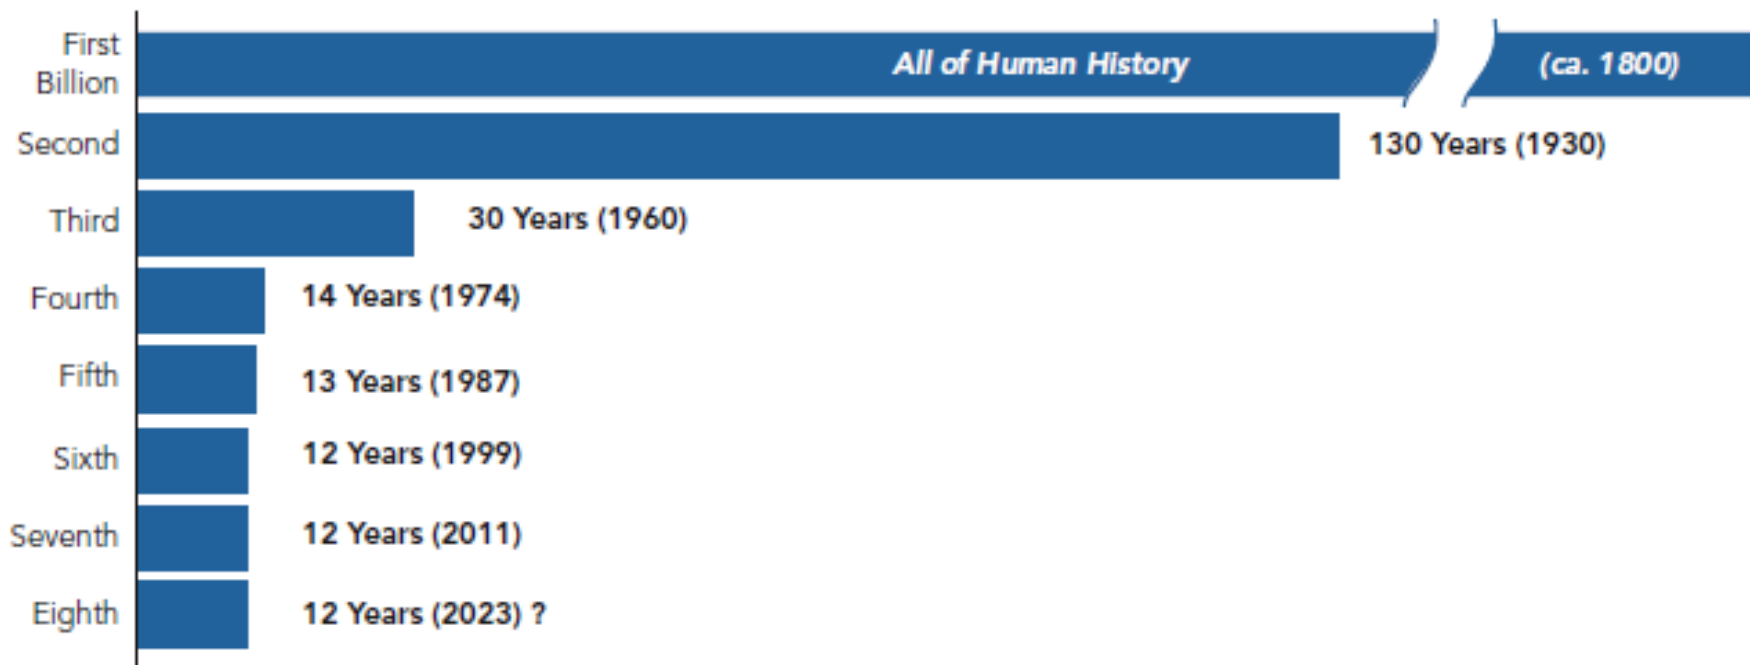 First
Billion
All of Human History
(ca. 1800)
Second
130 Years (1930)
Third
30 Years (1960)
Fourth
14 Years (1974)
Fifth
13 Years (1987)
Sixth
12 Years (1999)
Seventh
12 Years (2011)
Eighth
12 Years (2023) ?